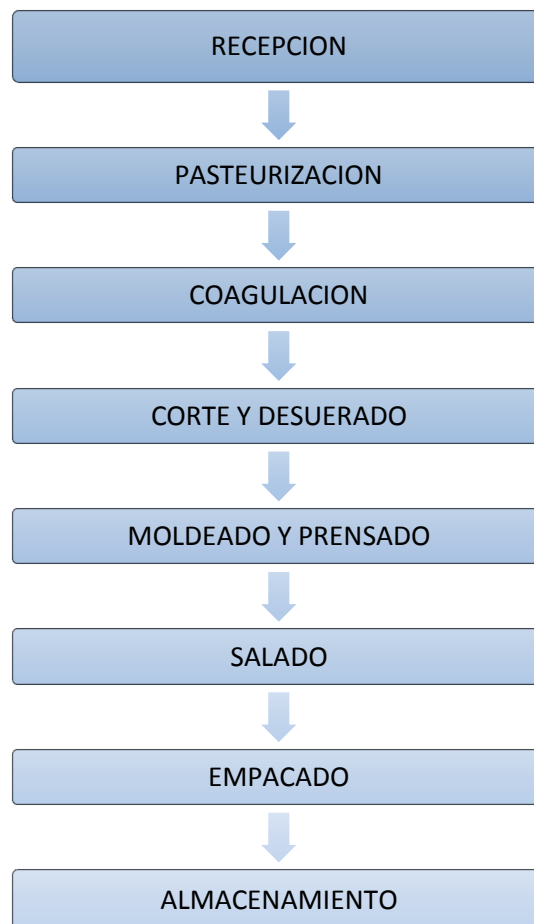 RECEPCION
PASTEURIZACION
COAGULACION
CORTE Y DESUERADO
MOLDEADO Y PRENSADO
SALADO
EMPACADO
ALMACENAMIENTO